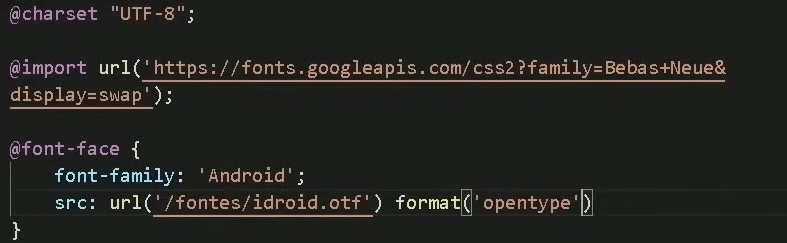 @charset "UTF-8";
@import url('https://fonts.googleapis.com/css2?family=Bebas+Neue&
display=swap');
@font-face {
    font-family: 'Android';
    src: url('/fontes/idroid.otf') format('opentype')
}